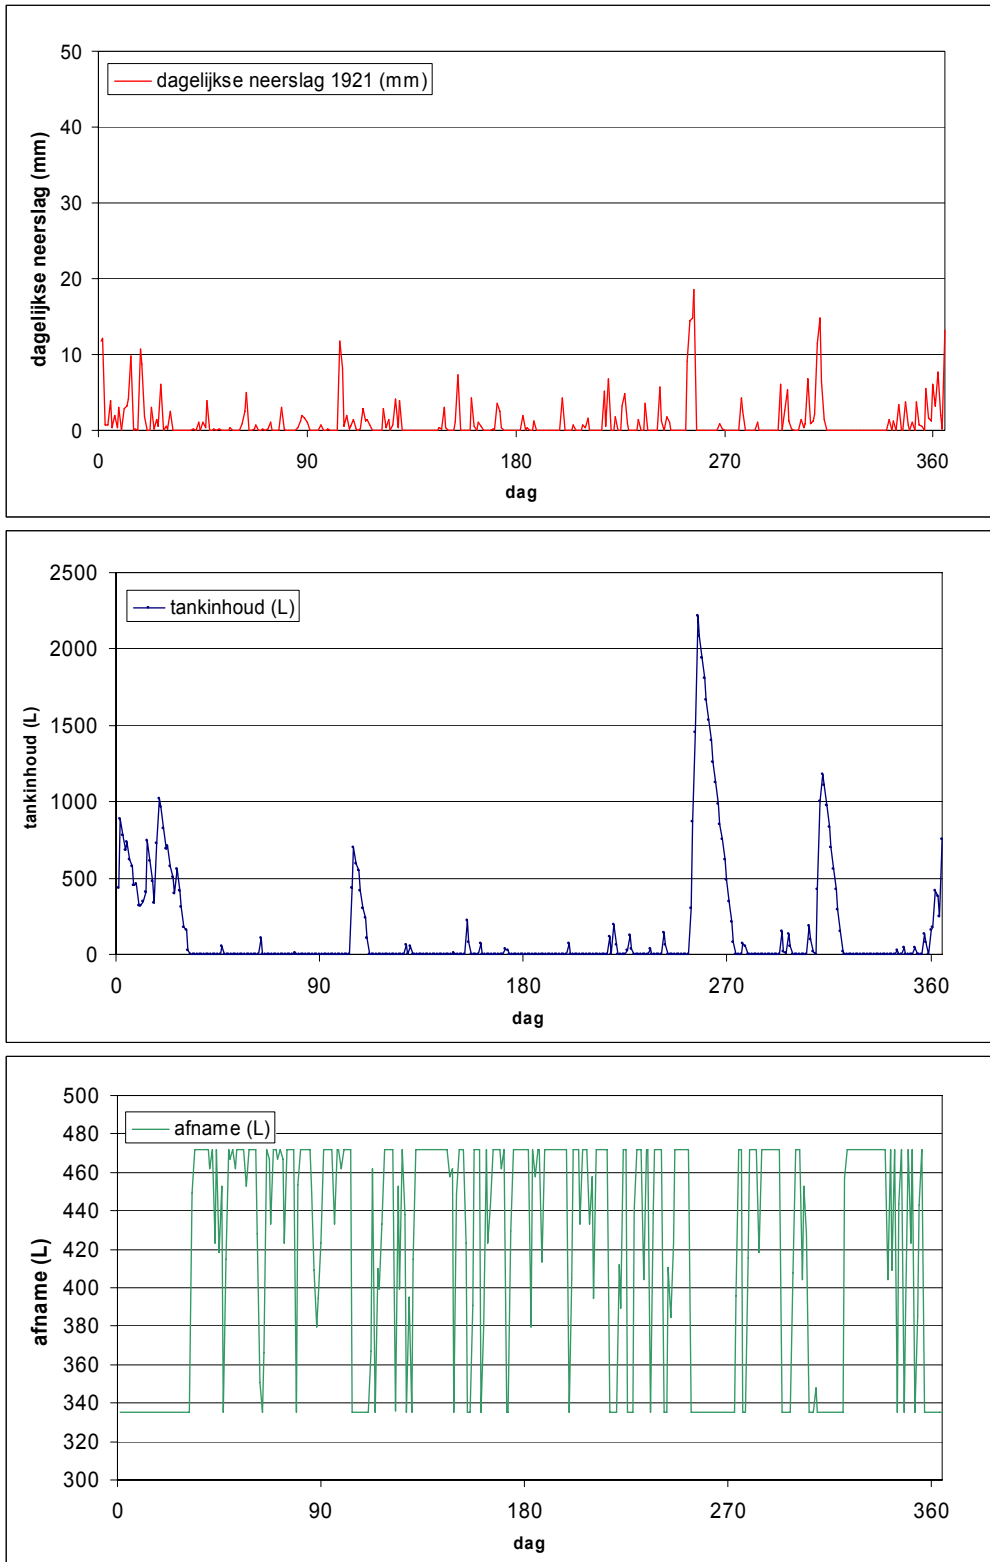 50
dagelijkse neerslag 1921 (mm)
40
30
20
10
0
0 90 180 270 360
dag
dagelijkse neerslag (mm)
2500
tankinhoud (L)
2000
1500
1000
500
0
0 90 180 270 360
dag
tankinhoud (L)
500
afname (L)
480
460
440
420
400
380
360
340
320
300
0 90 180 270 360
dag
afname (L)